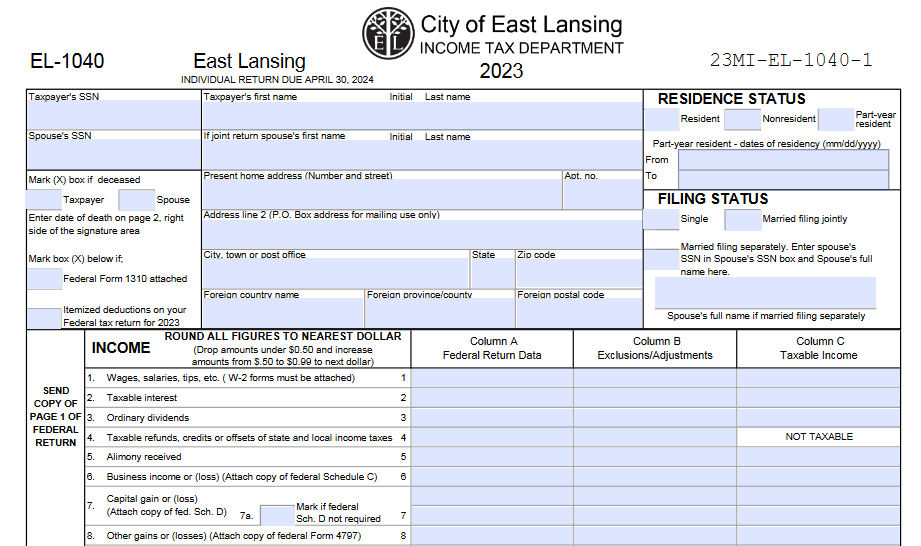 City of East Lansing
INCOME TAX DEPARTMENT
EL
EL-1040
East Lansing
INDIVIDUAL RETURN DUE APRIL 30, 2024
2023
23MI-EL-1040-1
Taxpayer's SSN
Taxpayer's first name Initial Last name
RESIDENCE STATUS
Resident Nonresident Part-year resident
Spouse's SSN
If joint return spouse's first name Initial Last name
Part-year resident - dates of residency (mm/dd/yyyy)
From
To
Mark (X) box if deceased
Taxpayer Spouse
Enter date of death on page 2, right
side of the signature area
Present home address (Number and street) Apt. no.
FILING STATUS
Single Married filing jointly
Address line 2 (P.O. Box address for mailing use only)
Married filing separately. Enter spouse's
SSN in Spouse's SSN box and Spouse's full
name here.
Spouse's full name if married filing separately
Mark box (X) below if;
Federal Form 1310 attached
Itemized deductions on your
Federal tax return for 2023
City, town or post office State Zip code
Foreign country name Foreign province/county Foreign postal code
SEND
COPY OF
PAGE 1 OF
FEDERAL
RETURN
INCOME
ROUND ALL FIGURES TO NEAREST DOLLAR
(Drop amounts under $0.50 and increase
amounts from $.50 to $0.99 to next dollar)
Column A
Federal Return Data
Column B
Exclusions/Adjustments
Column C
Taxable Income
1. Wages, salaries, tips, etc. ( W-2 forms must be attached) 1
2. Taxable interest 2
3. Ordinary dividends 3
4. Taxable refunds, credits or offsets of state and local income taxes 4 NOT TAXABLE
5. Alimony received 5
6. Business income or (loss) (Attach copy of federal Schedule C) 6
7. Capital gain or (loss)
(Attach copy of fed. Sch. D) 7a. Mark if federal
Sch. D not required 7
8. Other gains or (losses) (Attach copy of federal Form 4797) 8